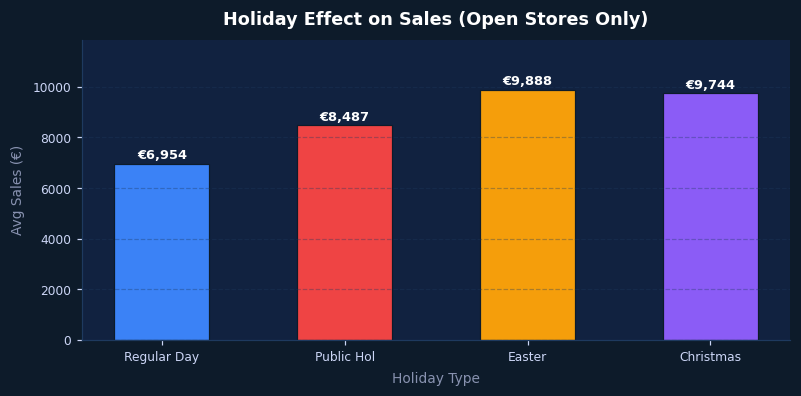 Holiday Effect on Sales (Open Stores Only)
Avg Sales (€)
10000
8000
6000
4000
2000
0
€6,954
€8,487
€9,888
€9,744
Regular Day
Public Hol
Easter
Christmas
Holiday Type